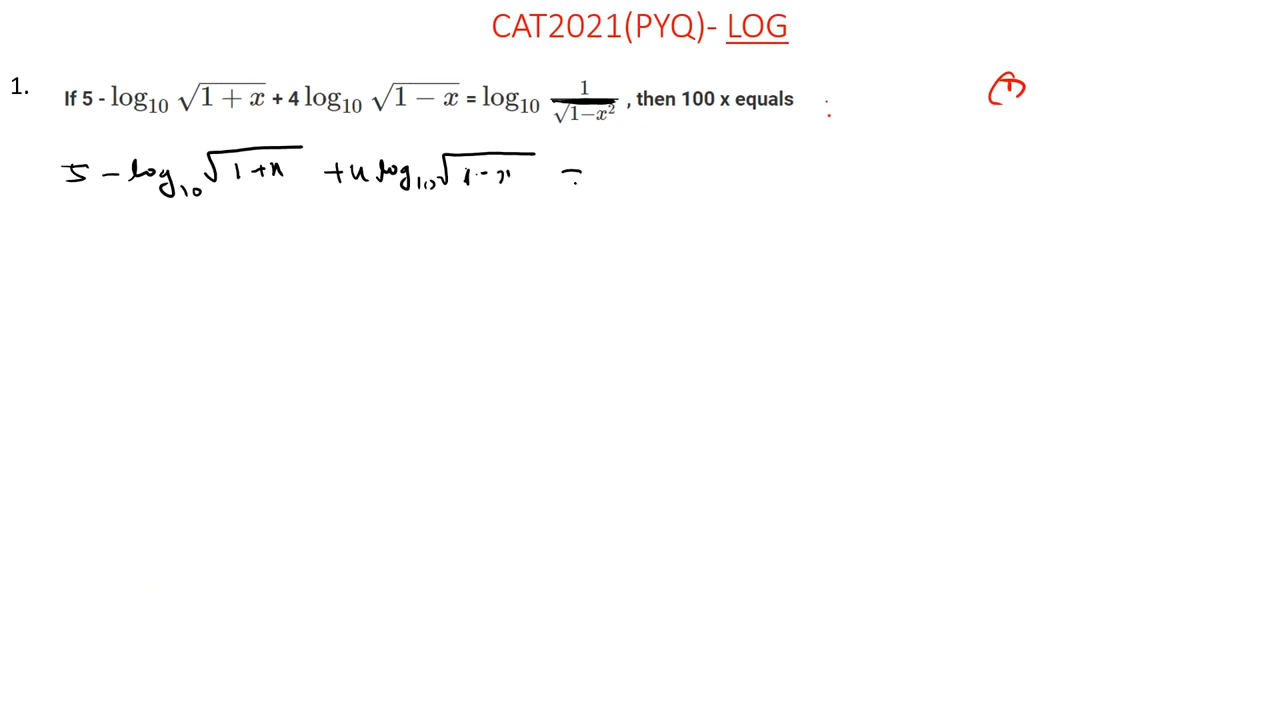 CAT2021(PYQ)- LOG
1. If 5 - log₁₀ √(1 + x) + 4 log₁₀ √(1 − x) = log₁₀ 1/√(1−x²) , then 100 x equals :
5 - log₁₀ √(1+x) + 4 log₁₀ √(1-x) =